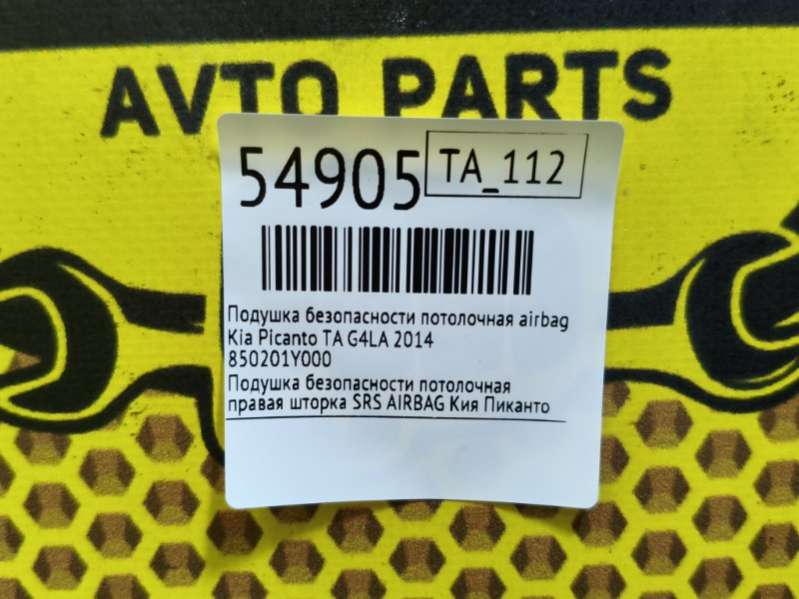 AVTO PARTS
54905 TA_112
Подушка безопасности потолочная airbag
Kia Picanto TA G4LA 2014
850201Y000
Подушка безопасности потолочная
правая шторка SRS AIRBAG Кия Пиканто